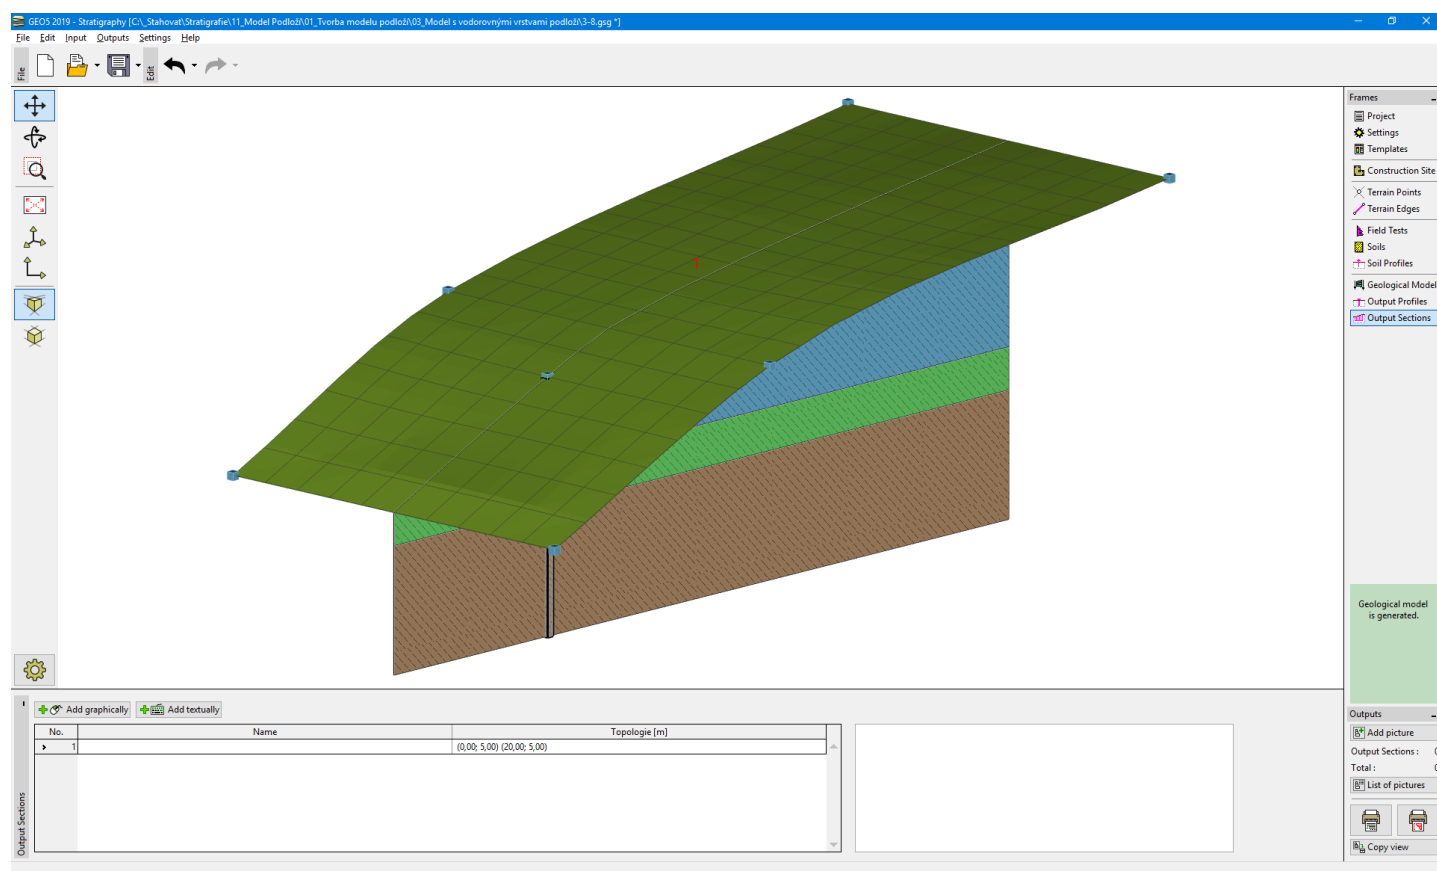 GEO5 2019 - Stratigraphy [C:\_Stahovat\Stratigrafie\11_Model Podloží\01_Tvorba modelu podloží\03_Model s vodorovnými vrstvami podloží\3-8.gsg *]
File Edit Input Outputs Settings Help
File
Edit
Frames
Project
Settings
Templates
Construction Site
Terrain Points
Terrain Edges
Field Tests
Soils
Soil Profiles
Geological Model
Output Profiles
Output Sections
1
Geological model
is generated.
Add graphically Add textually
No. Name Topologie [m]
1 (0,00; 5,00) (20,00; 5,00)
Output Sections
Outputs
Add picture
Output Sections :
Total :
List of pictures
Copy view